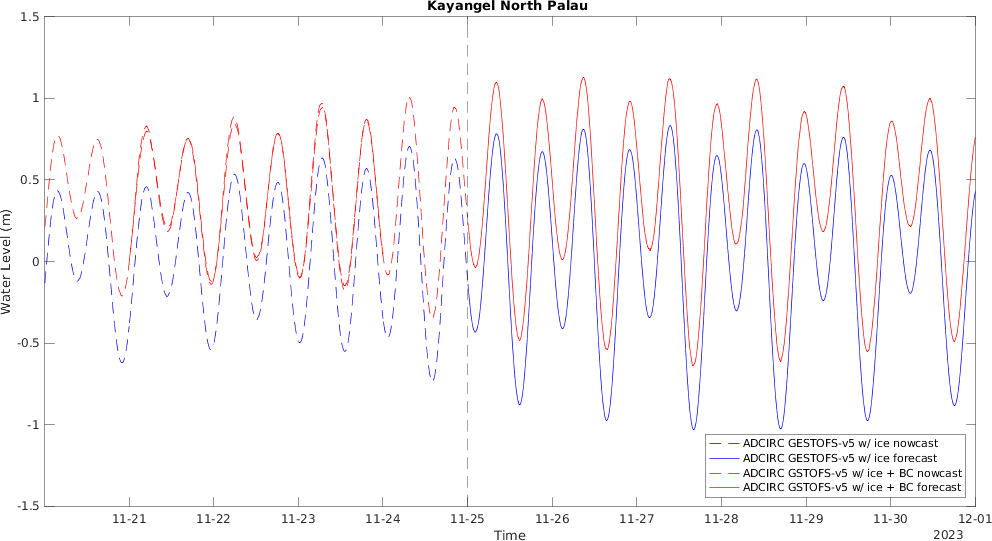 Kayangel North Palau
1.5
1
0.5
0
-0.5
-1
-1.5
Water Level (m)
11-21 11-22 11-23 11-24 11-25 11-26 11-27 11-28 11-29 11-30 12-01
Time
2023
ADCIRC GESTOFS-v5 w/ ice nowcast
ADCIRC GESTOFS-v5 w/ ice forecast
ADCIRC GSTOFS-v5 w/ ice + BC nowcast
ADCIRC GSTOFS-v5 w/ ice + BC forecast